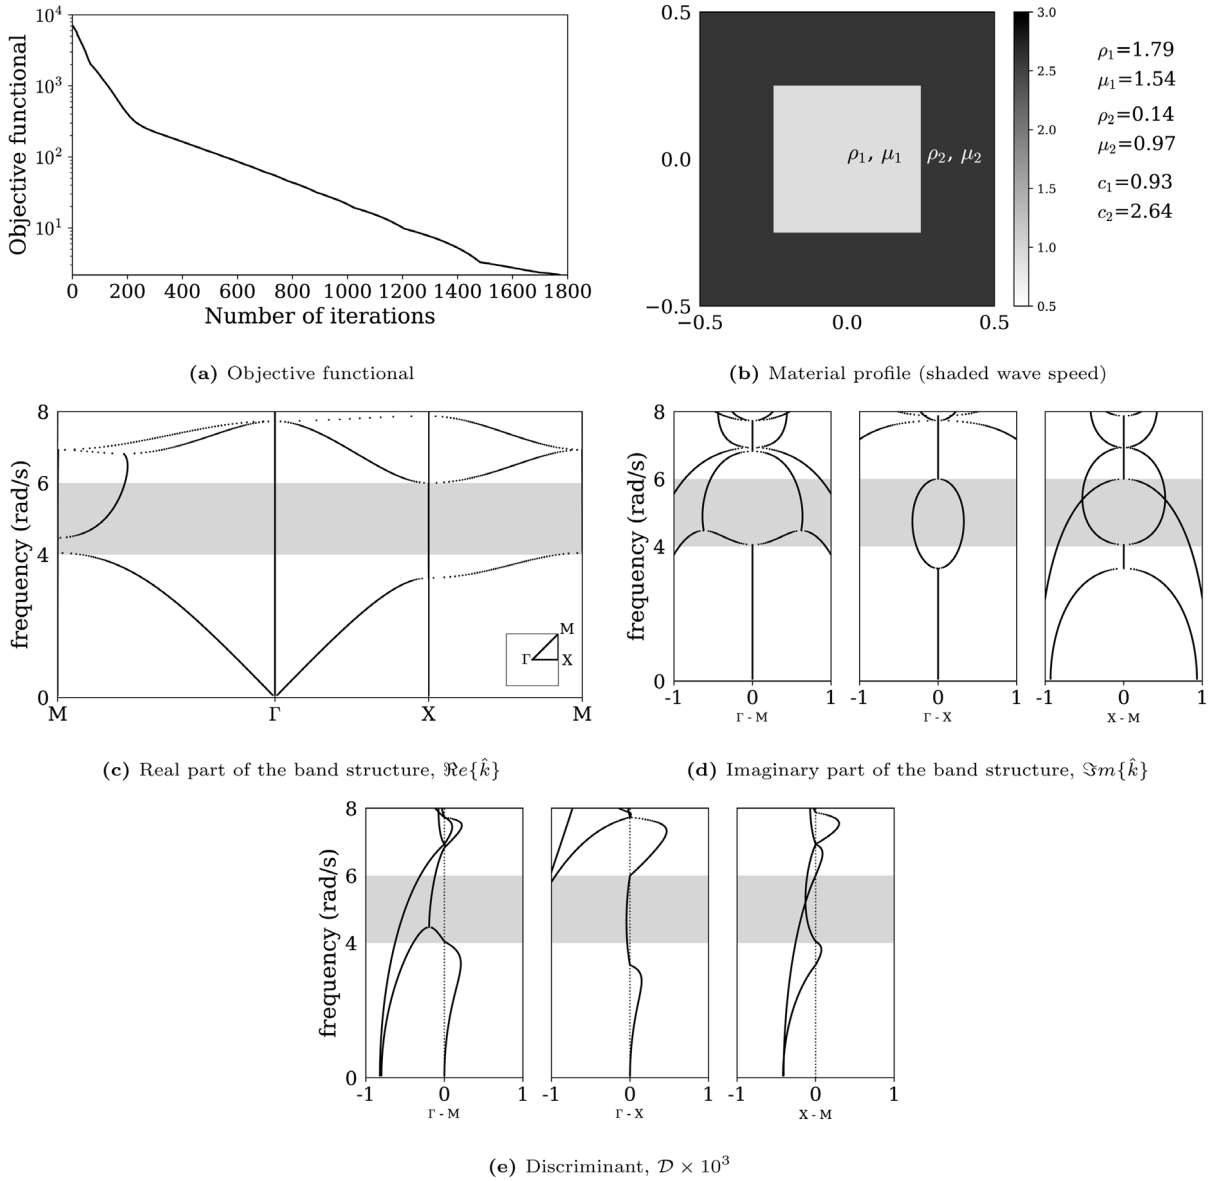 10^4
10^3
10^2
10^1
Objective functional
0 200 400 600 800 1000 1200 1400 1600 1800
Number of iterations
(a) Objective functional
0.5
0.0
−0.5
−0.5 0.0 0.5
ρ1, μ1 ρ2, μ2
3.0
2.5
2.0
1.5
1.0
0.5
ρ1=1.79
μ1=1.54
ρ2=0.14
μ2=0.97
c1=0.93
c2=2.64
(b) Material profile (shaded wave speed)
8
6
4
0
frequency (rad/s)
M Γ X M
M
Γ X
(c) Real part of the band structure, ℜe{k̂}
8
6
4
0
frequency (rad/s)
-1 0 1 -1 0 1 -1 0 1
Γ - M Γ - X X - M
(d) Imaginary part of the band structure, ℑm{k̂}
8
6
4
0
frequency (rad/s)
-1 0 1 -1 0 1 -1 0 1
Γ - M Γ - X X - M
(e) Discriminant, 𝒟 × 10^3